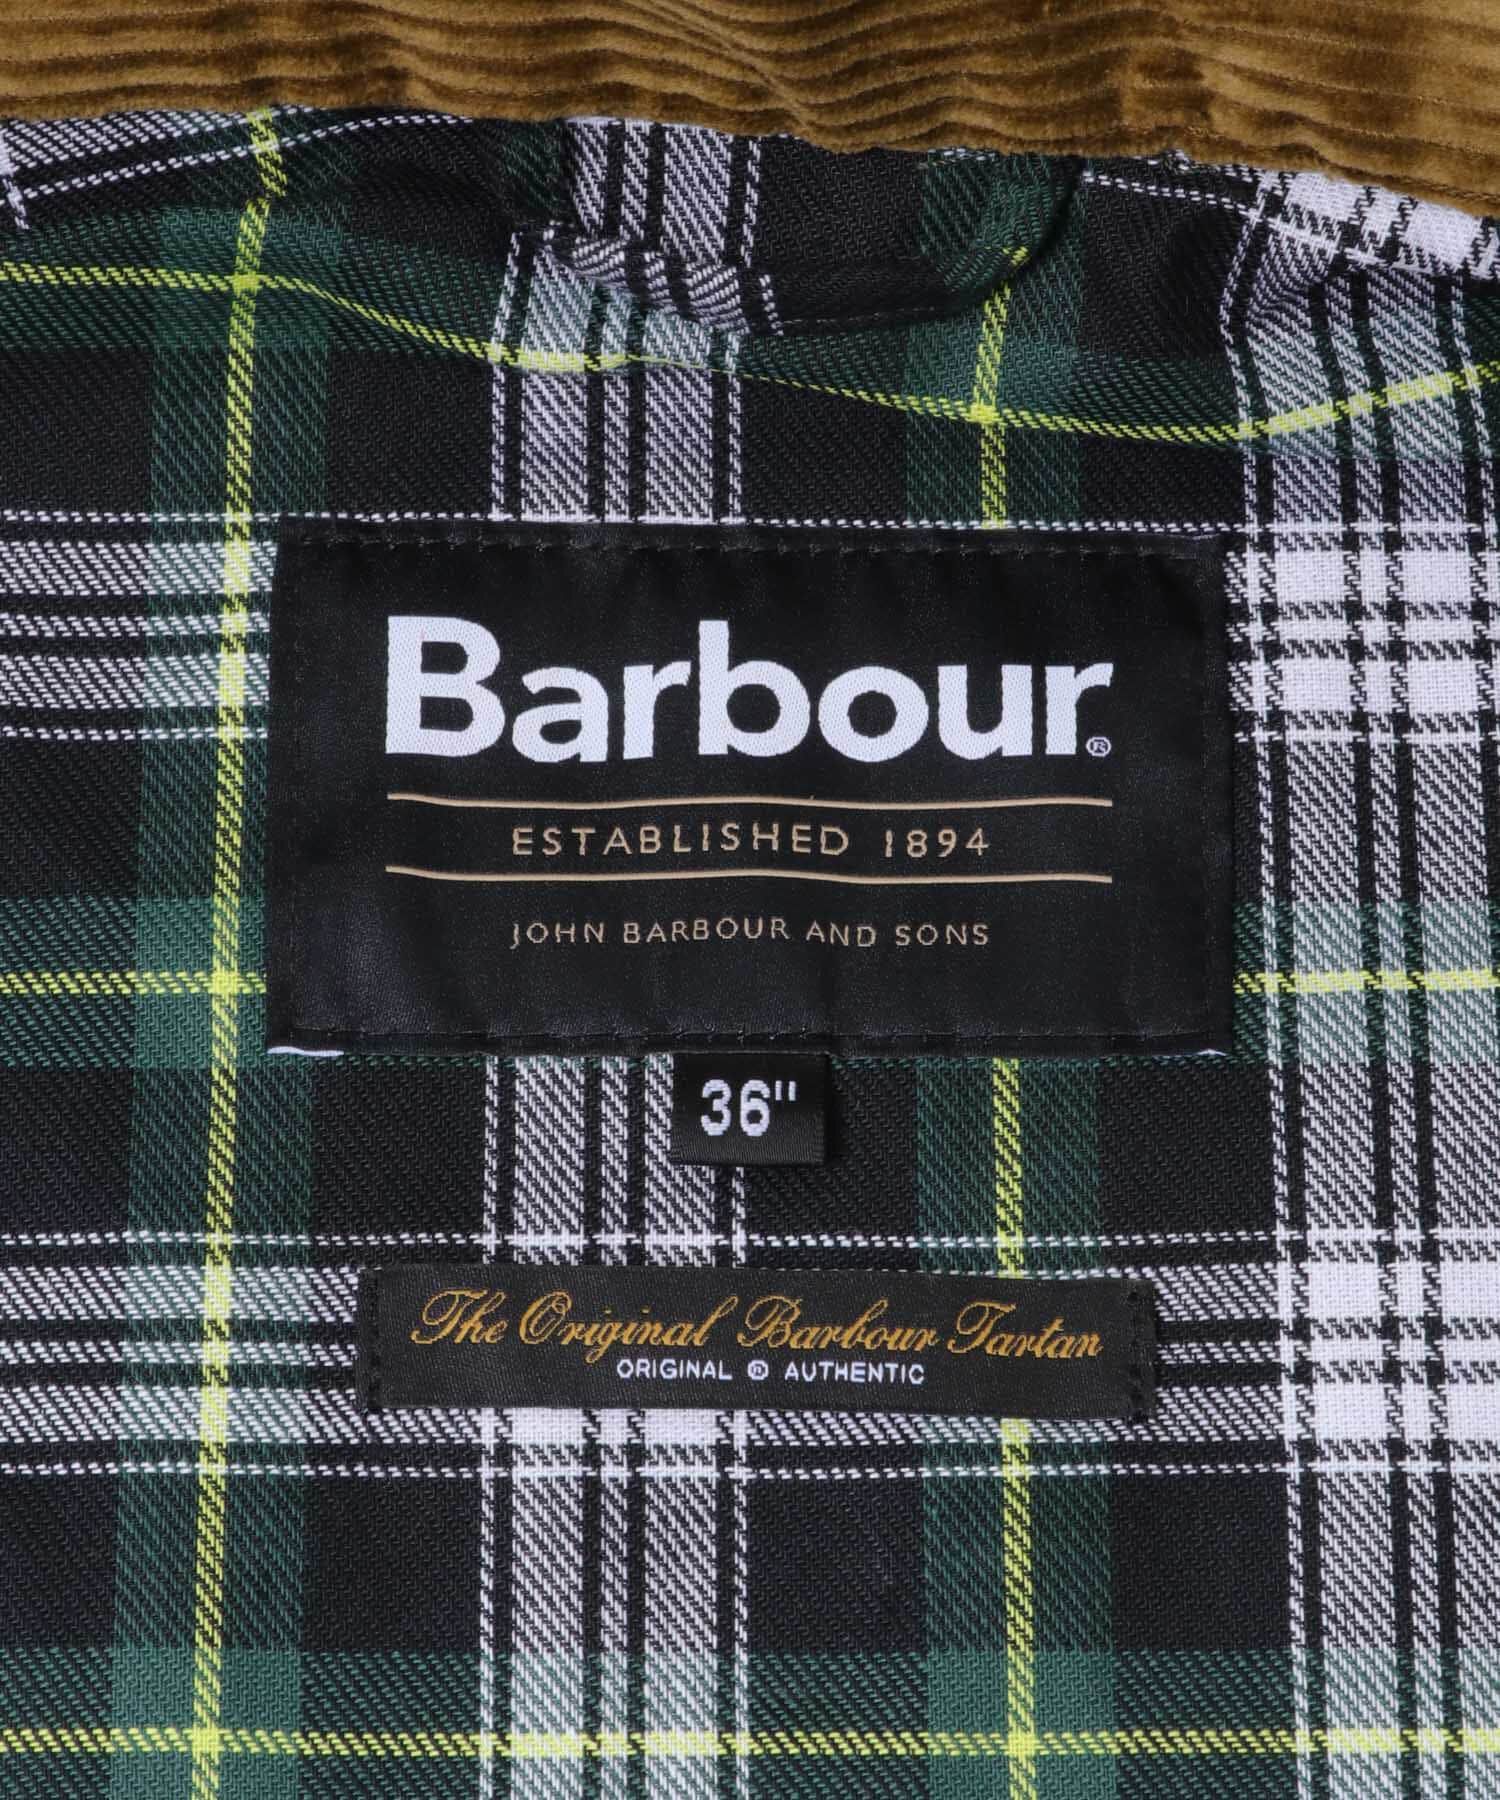 Barbour®
ESTABLISHED 1894
JOHN BARBOUR AND SONS
36"
The Original Barbour Tartan
ORIGINAL ® AUTHENTIC